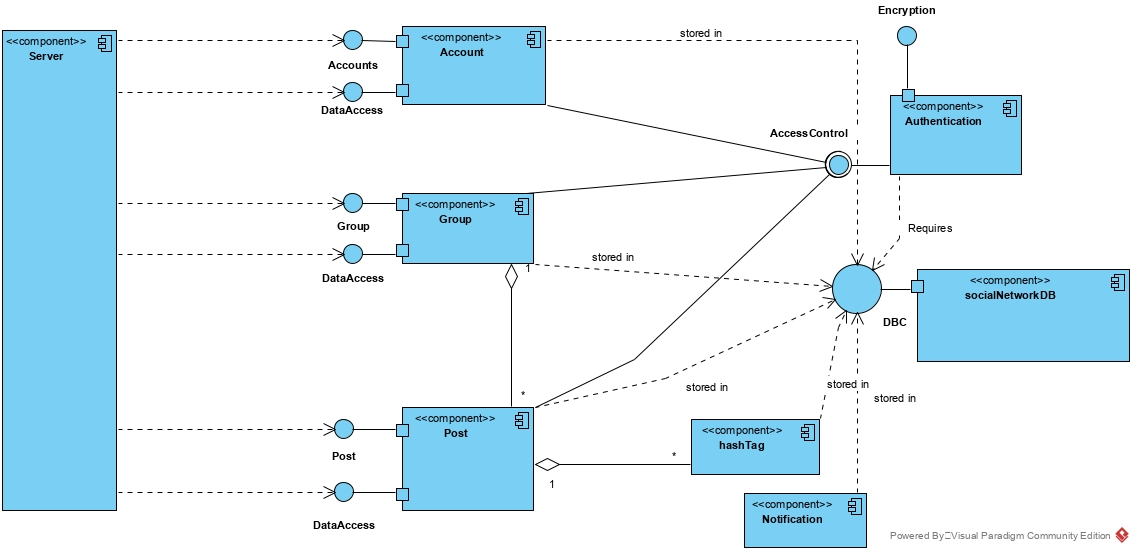 Encryption
<<component>>
Server
<<component>>
Account
stored in
Accounts
DataAccess
AccessControl
<<component>>
Authentication
<<component>>
Group
Group
DataAccess
1
stored in
Requires
<<component>>
socialNetworkDB
DBC
*
stored in
stored in
stored in
<<component>>
Post
Post
DataAccess
1
*
<<component>>
hashTag
<<component>>
Notification
Powered By Visual Paradigm Community Edition